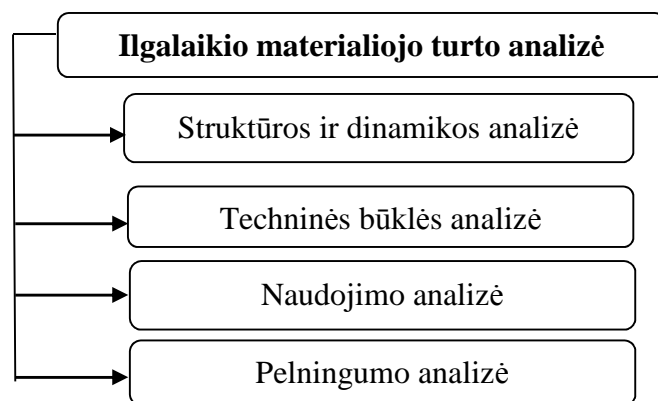 Ilgalaikio materialiojo turto analizė
Struktūros ir dinamikos analizė
Techninės būklės analizė
Naudojimo analizė
Pelningumo analizė